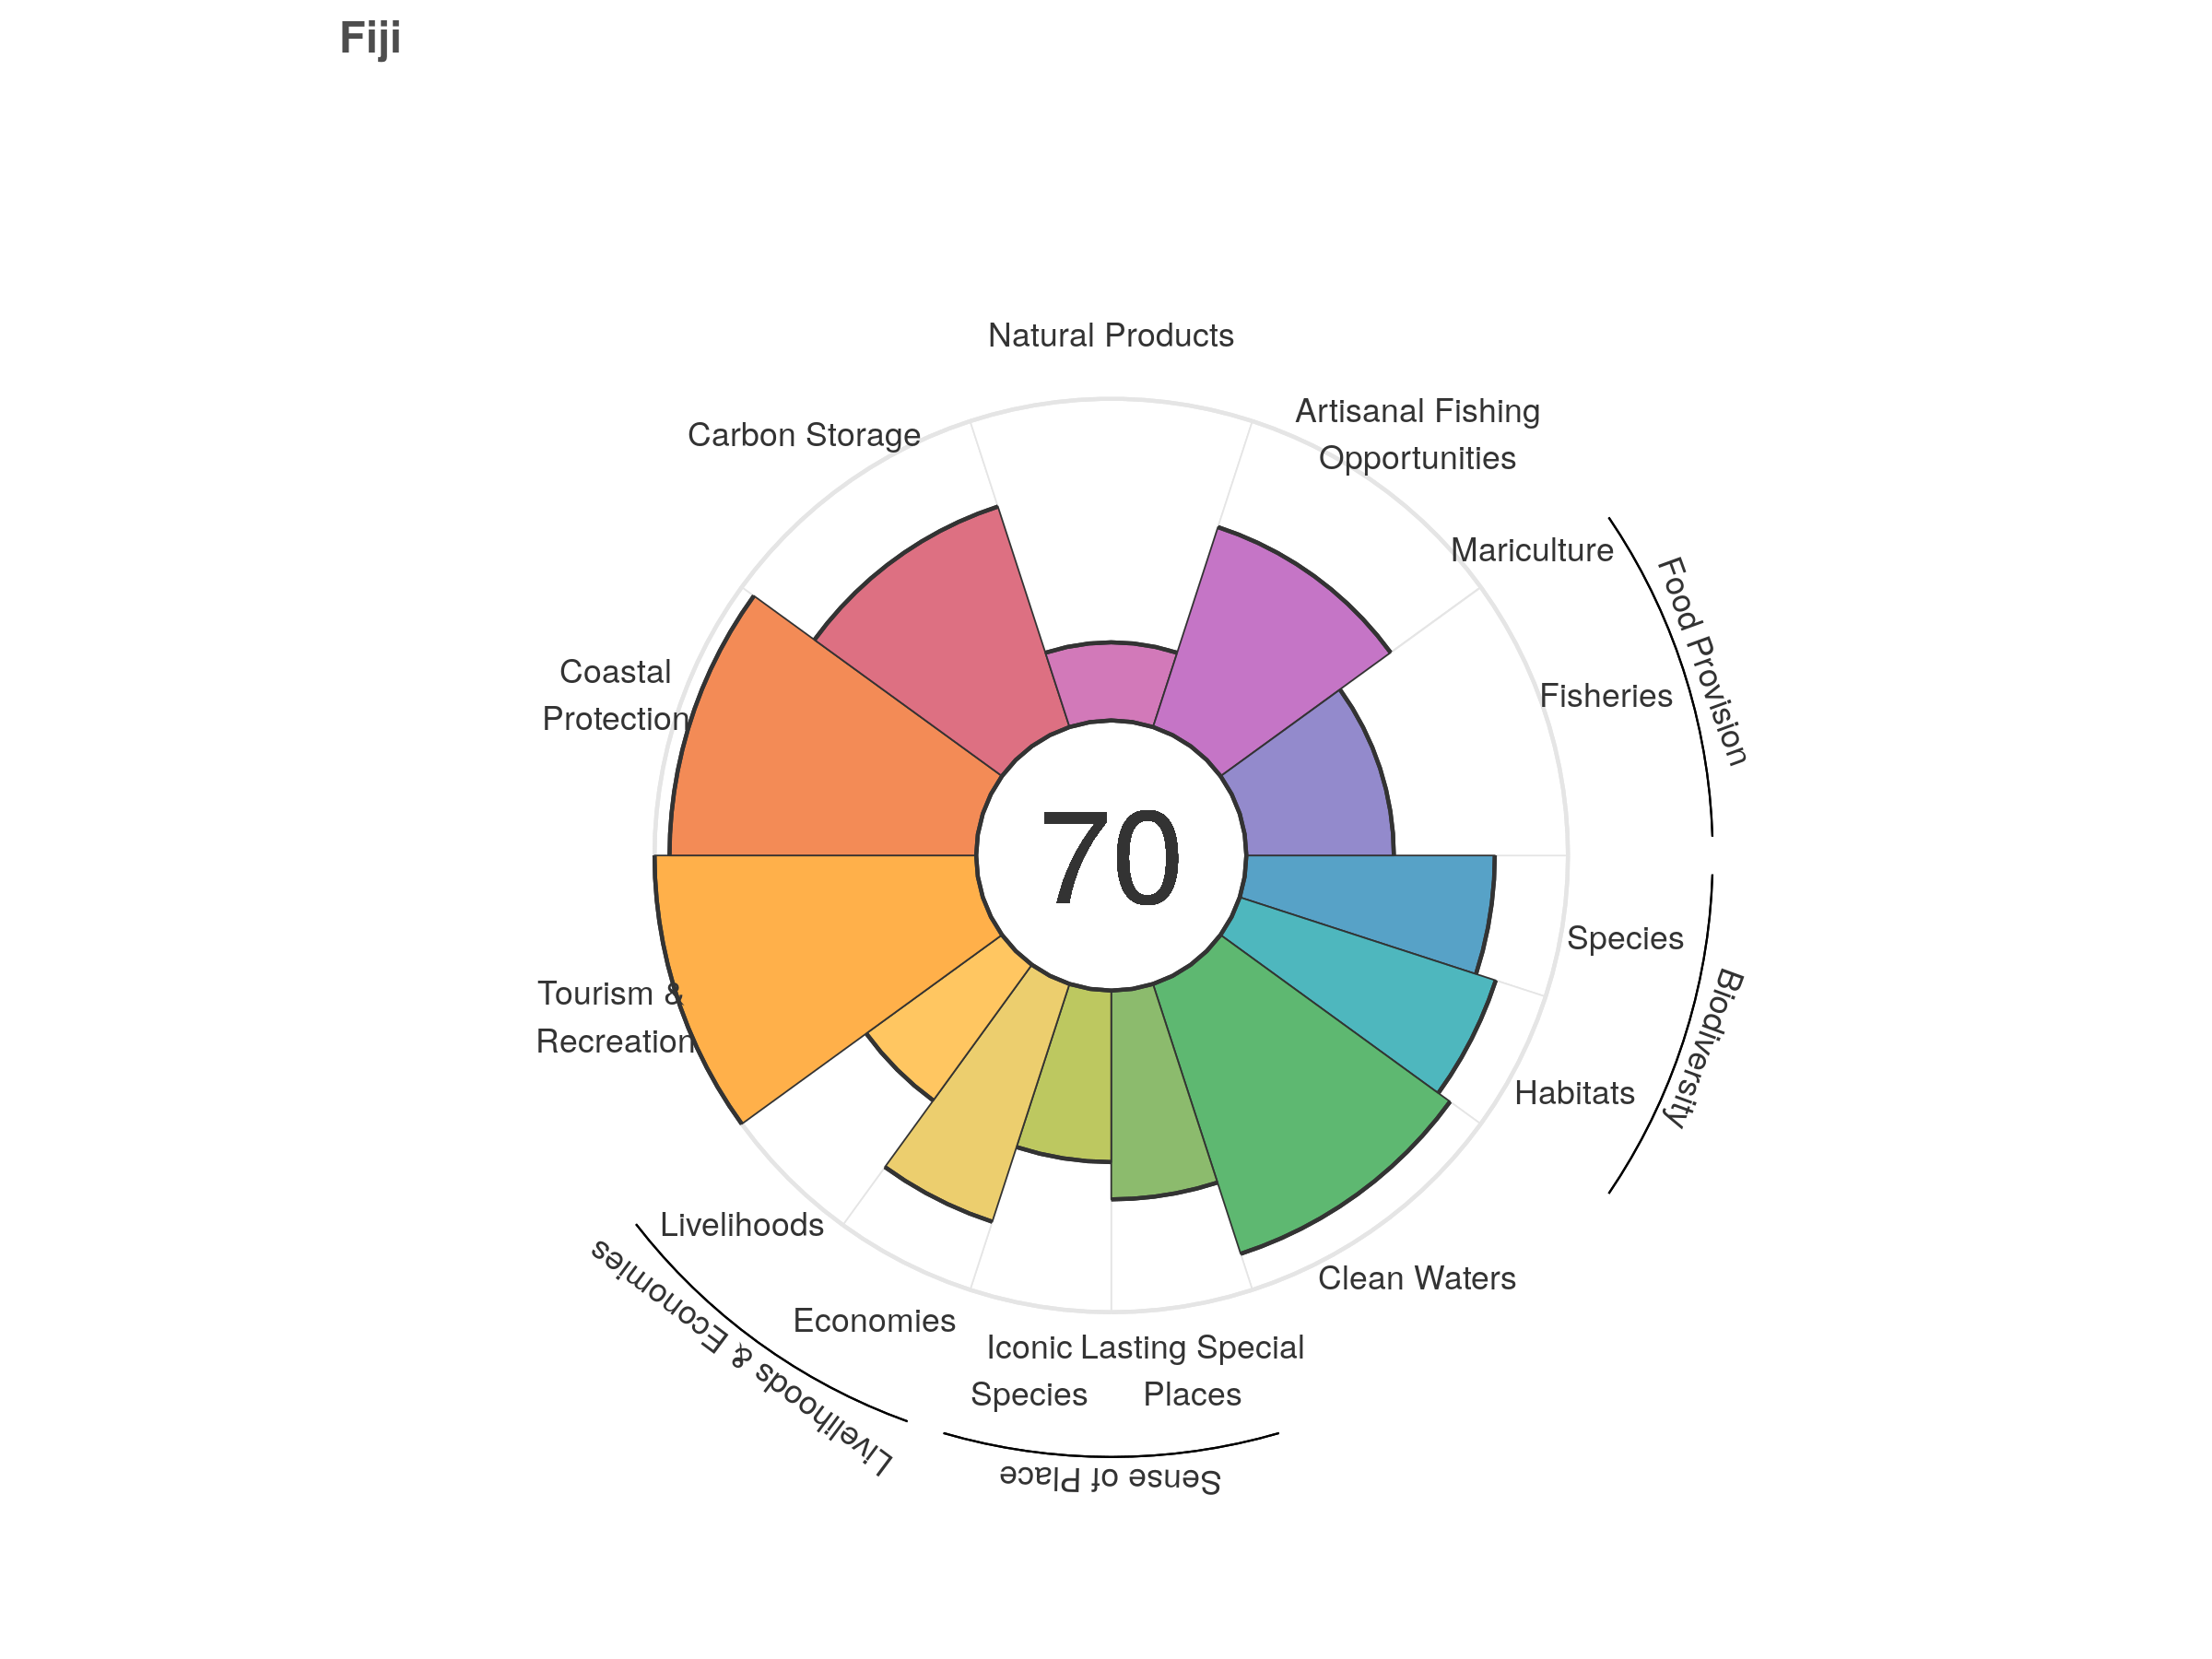 Fiji
Natural Products
Artisanal Fishing
Opportunities
Carbon Storage
Mariculture
Food Provision
Fisheries
Coastal
Protection
70
Species
Biodiversity
Tourism &
Recreation
Habitats
Livelihoods
Clean Waters
Economies
Livelihoods & Economies
Iconic
Species
Lasting Special
Places
Sense of Place